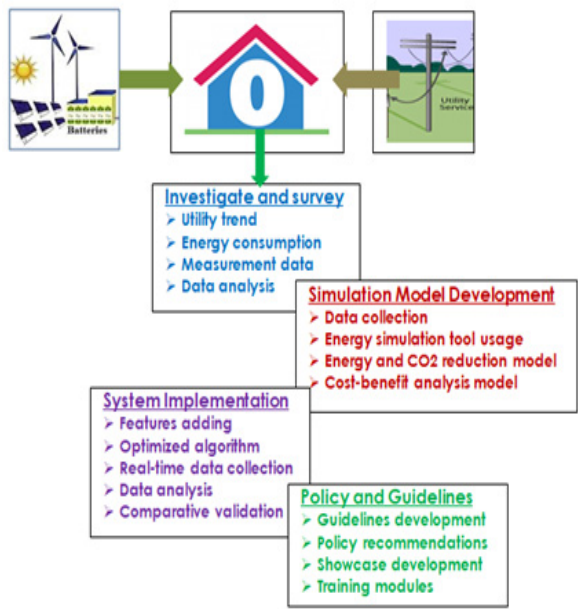 Batteries
0
Utility
Service
Investigate and survey
➢ Utility trend
➢ Energy consumption
➢ Measurement data
➢ Data analysis
Simulation Model Development
➢ Data collection
➢ Energy simulation tool usage
➢ Energy and CO2 reduction model
➢ Cost-benefit analysis model
System Implementation
➢ Features adding
➢ Optimized algorithm
➢ Real-time data collection
➢ Data analysis
➢ Comparative validation
Policy and Guidelines
➢ Guidelines development
➢ Policy recommendations
➢ Showcase development
➢ Training modules